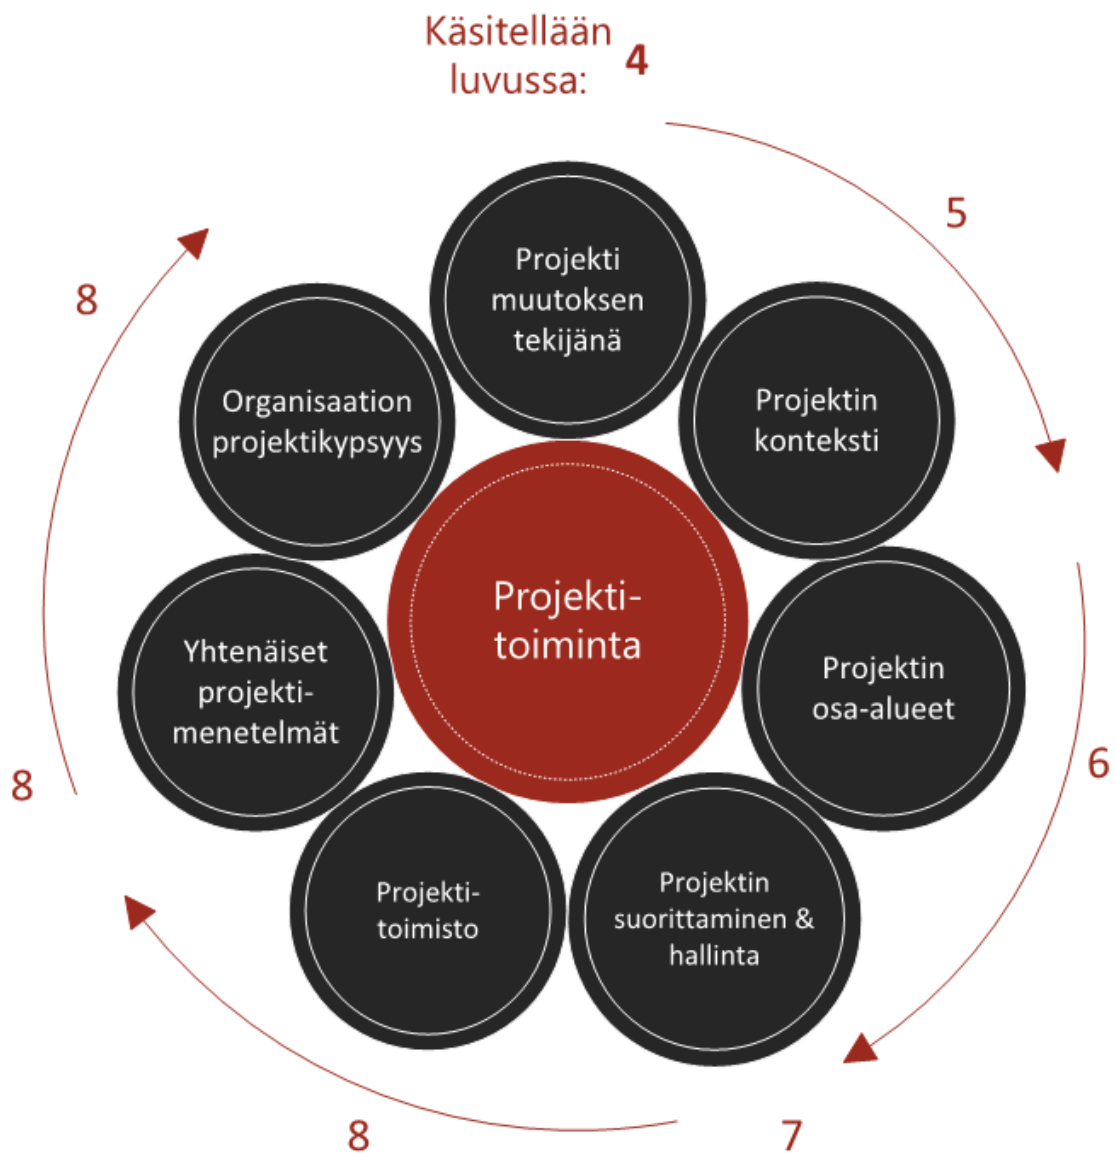 Käsitellään
luvussa:
4
5
6
7
8
8
8
Projekti
muutoksen
tekijänä
Projektin
konteksti
Projektin
osa-alueet
Projektin
suorittaminen &
hallinta
Projekti-
toimisto
Yhtenäiset
projekti-
menetelmät
Organisaation
projektikypsyys
Projekti-
toiminta